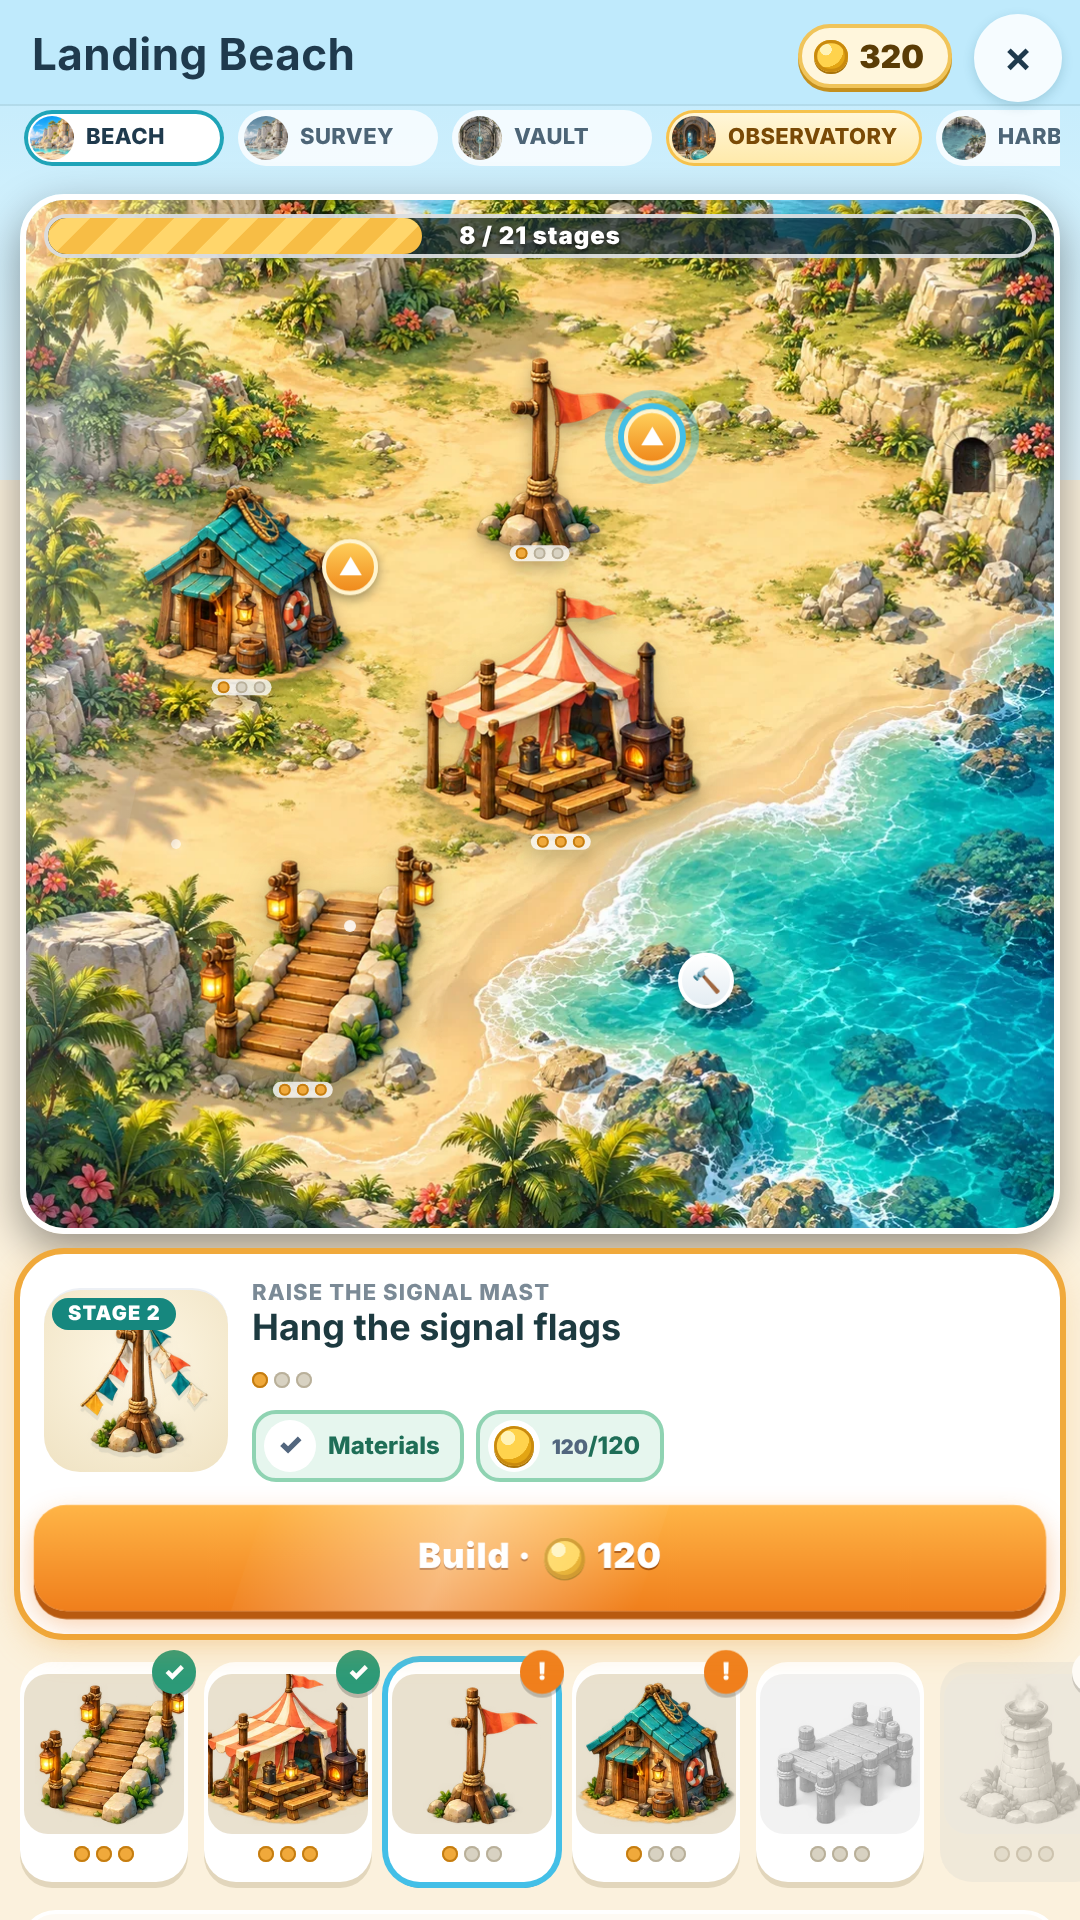 Landing Beach
320
×
BEACH
SURVEY
VAULT
OBSERVATORY
HARB
8 / 21 stages
STAGE 2
RAISE THE SIGNAL MAST
Hang the signal flags
Materials
120/120
Build · 120
!
!